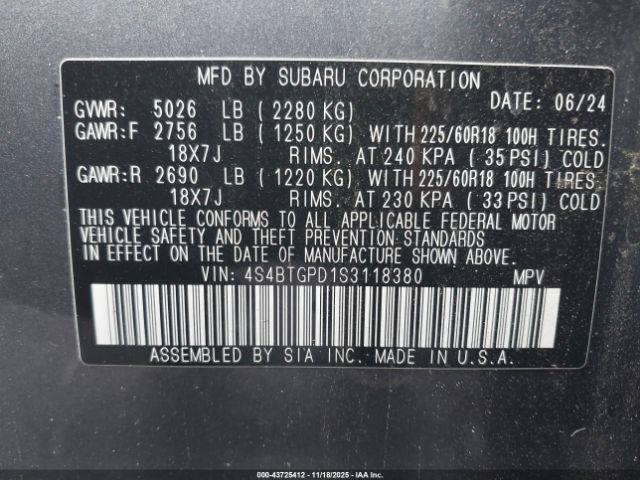 MFD BY SUBARU CORPORATION
DATE: 06/24
GVWR: 5026 LB ( 2280 KG)
GAWR:F 2756 LB ( 1250 KG) WITH 225/60R18 100H TIRES.
18X7J RIMS. AT 240 KPA ( 35 PSI) COLD
GAWR:R 2690 LB ( 1220 KG) WITH 225/60R18 100H TIRES.
18X7J RIMS. AT 230 KPA ( 33 PSI) COLD
THIS VEHICLE CONFORMS TO ALL APPLICABLE FEDERAL MOTOR
VEHICLE SAFETY AND THEFT PREVENTION STANDARDS
IN EFFECT ON THE DATE OF MANUFACTURE SHOWN ABOVE.
VIN: 4S4BTGPD1S3118380 MPV
ASSEMBLED BY SIA INC. MADE IN U.S.A.
000-43725412 - 11/18/2025 - IAAI.COM